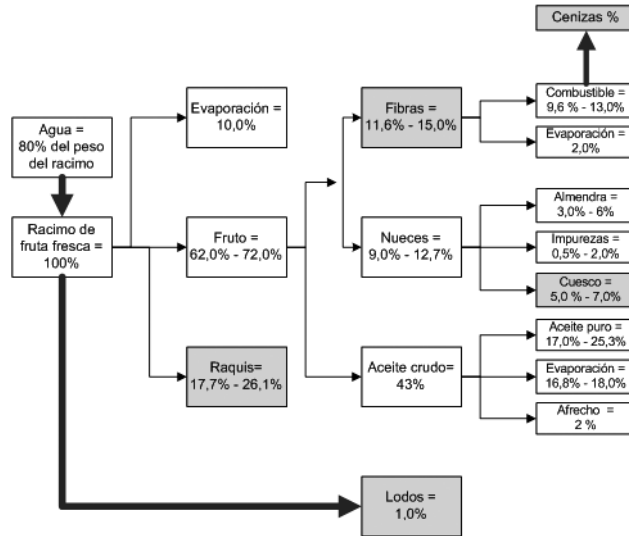 Cenizas %
Evaporación =
10,0%
Fibras =
11,6% - 15,0%
Combustible =
9,6 % - 13,0%
Evaporación =
2,0%
Agua =
80% del peso
del racimo
Racimo de
fruta fresca =
100%
Fruto =
62,0% - 72,0%
Nueces =
9,0% - 12,7%
Almendra =
3,0% - 6%
Impurezas =
0,5% - 2,0%
Cuesco =
5,0 % - 7,0%
Raquis=
17,7% - 26,1%
Aceite crudo=
43%
Aceite puro =
17,0% - 25,3%
Evaporación =
16,8% - 18,0%
Afrecho =
2 %
Lodos =
1,0%